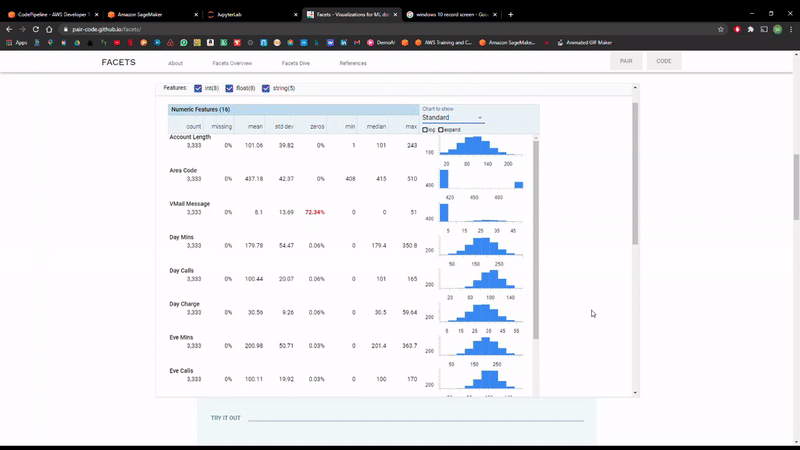 CodePipeline - AWS Developer T
Amazon SageMaker
JupyterLab
Facets - Visualizations for ML dat
windows 10 record screen - Goo
pair-code.github.io/facets/
Apps
DemoAI
AWS Training and C...
Amazon SageMake...
Animated GIF Maker
FACETS
About
Facets Overview
Facets Dive
References
PAIR
CODE
Features:
int(8)
float(8)
string(5)
Numeric Features (16)
Chart to show
Standard
log
expand
count missing mean std dev zeros min median max
Account Length
3,333 0% 101.06 39.82 0% 1 101 243
100
20 80 140 200
Area Code
3,333 0% 437.18 42.37 0% 408 415 510
400
420 450 480
VMail Message
3,333 0% 8.1 13.69 72.34% 0 0 51
400
5 15 25 35 45
Day Mins
3,333 0% 179.78 54.47 0.06% 0 179.4 350.8
200
50 150 250
Day Calls
3,333 0% 100.44 20.07 0.06% 0 101 165
200
20 60 100 140
Day Charge
3,333 0% 30.56 9.26 0.06% 0 30.5 59.64
200
5 15 25 35 45 55
Eve Mins
3,333 0% 200.98 50.71 0.03% 0 201.4 363.7
200
50 150 250
Eve Calls
3,333 0% 100.11 19.92 0.03% 0 100 170
200
20 60 100 140
TRY IT OUT